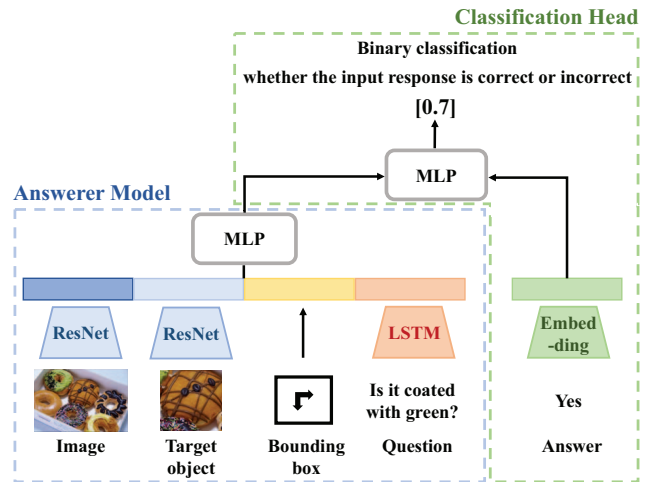 Classification Head
Binary classification
whether the input response is correct or incorrect
[0.7]
MLP
Answerer Model
MLP
ResNet
ResNet
LSTM
Embed
-ding
Is it coated
with green?
Yes
Image
Target
object
Bounding
box
Question
Answer